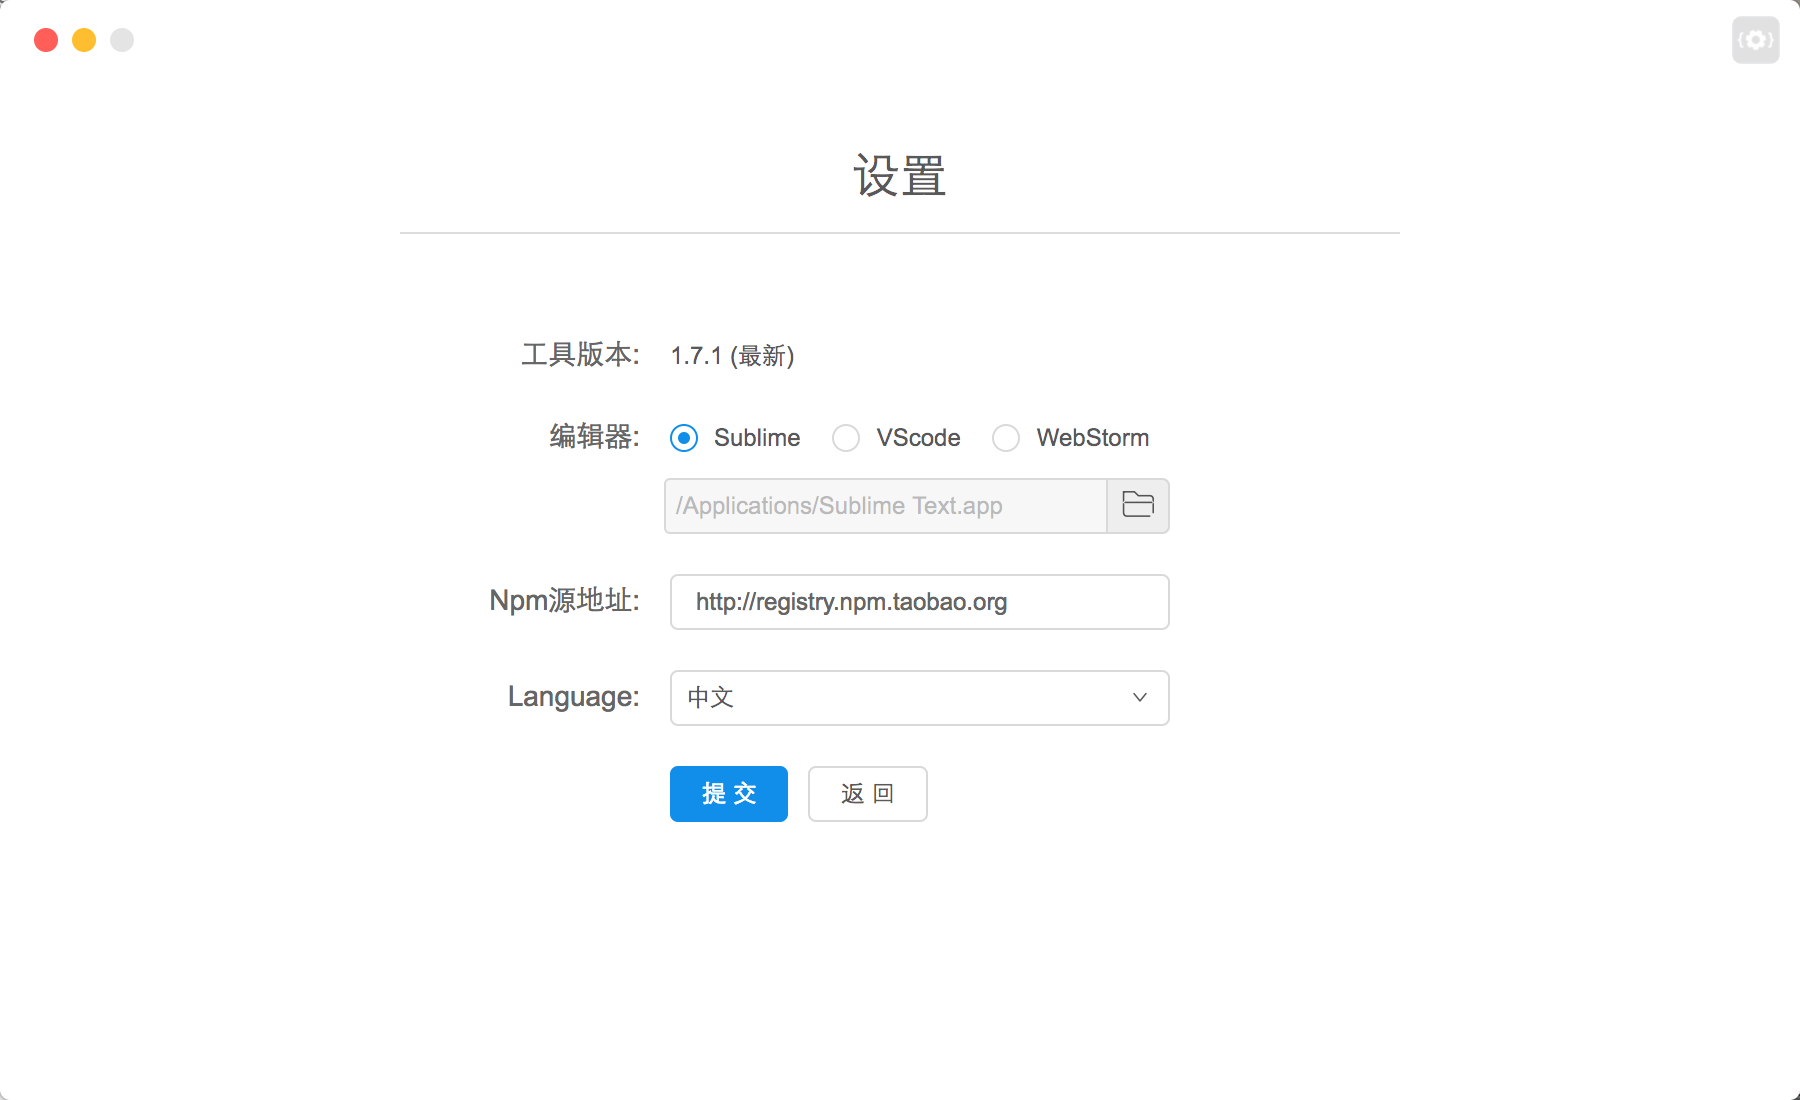 设置
工具版本: 1.7.1 (最新)
编辑器: Sublime VScode WebStorm
/Applications/Sublime Text.app
Npm源地址: http://registry.npm.taobao.org
Language: 中文
提 交 返 回